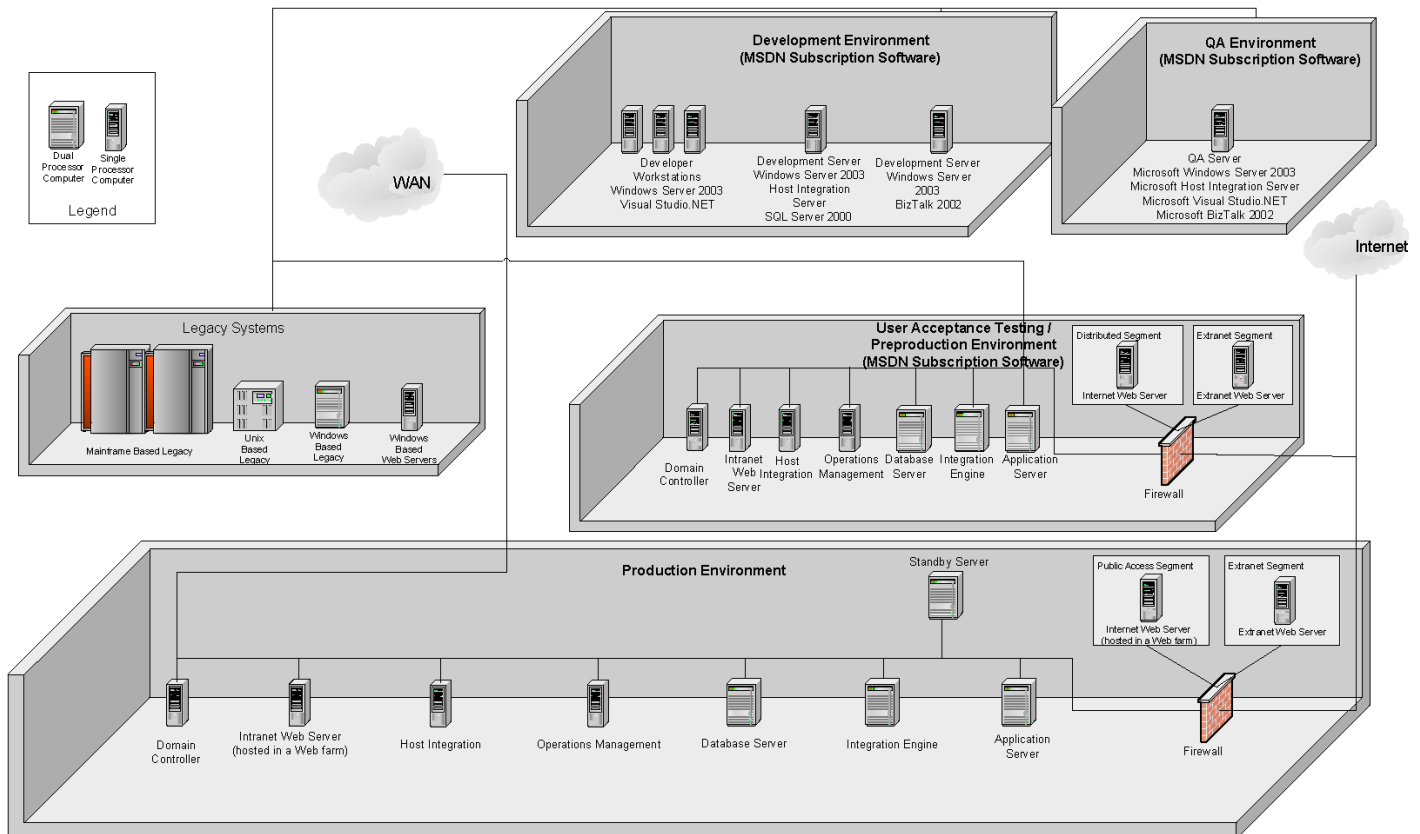 Development Environment
(MSDN Subscription Software)
Developer
Workstations
Windows Server 2003
Visual Studio.NET
Development Server
Windows Server 2003
Host Integration
Server
SQL Server 2000
Development Server
Windows Server
2003
BizTalk 2002
QA Environment
(MSDN Subscription Software)
QA Server
Microsoft Windows Server 2003
Microsoft Host Integration Server
Microsoft Visual Studio.NET
Microsoft BizTalk 2002
Dual
Processor
Computer
Single
Processor
Computer
Legend
WAN
Internet
Legacy Systems
Mainframe Based Legacy
Unix
Based
Legacy
Windows
Based
Legacy
Windows
Based
Web Servers
User Acceptance Testing /
Preproduction Environment
(MSDN Subscription Software)
Distributed Segment
Internet Web Server
Extranet Segment
Extranet Web Server
Domain
Controller
Intranet
Web
Server
Host
Integration
Operations
Management
Database
Server
Integration
Engine
Application
Server
Firewall
Production Environment
Standby Server
Public Access Segment
Internet Web Server
(hosted in a Web farm)
Extranet Segment
Extranet Web Server
Domain
Controller
Intranet Web Server
(hosted in a Web farm)
Host Integration
Operations Management
Database Server
Integration Engine
Application
Server
Firewall